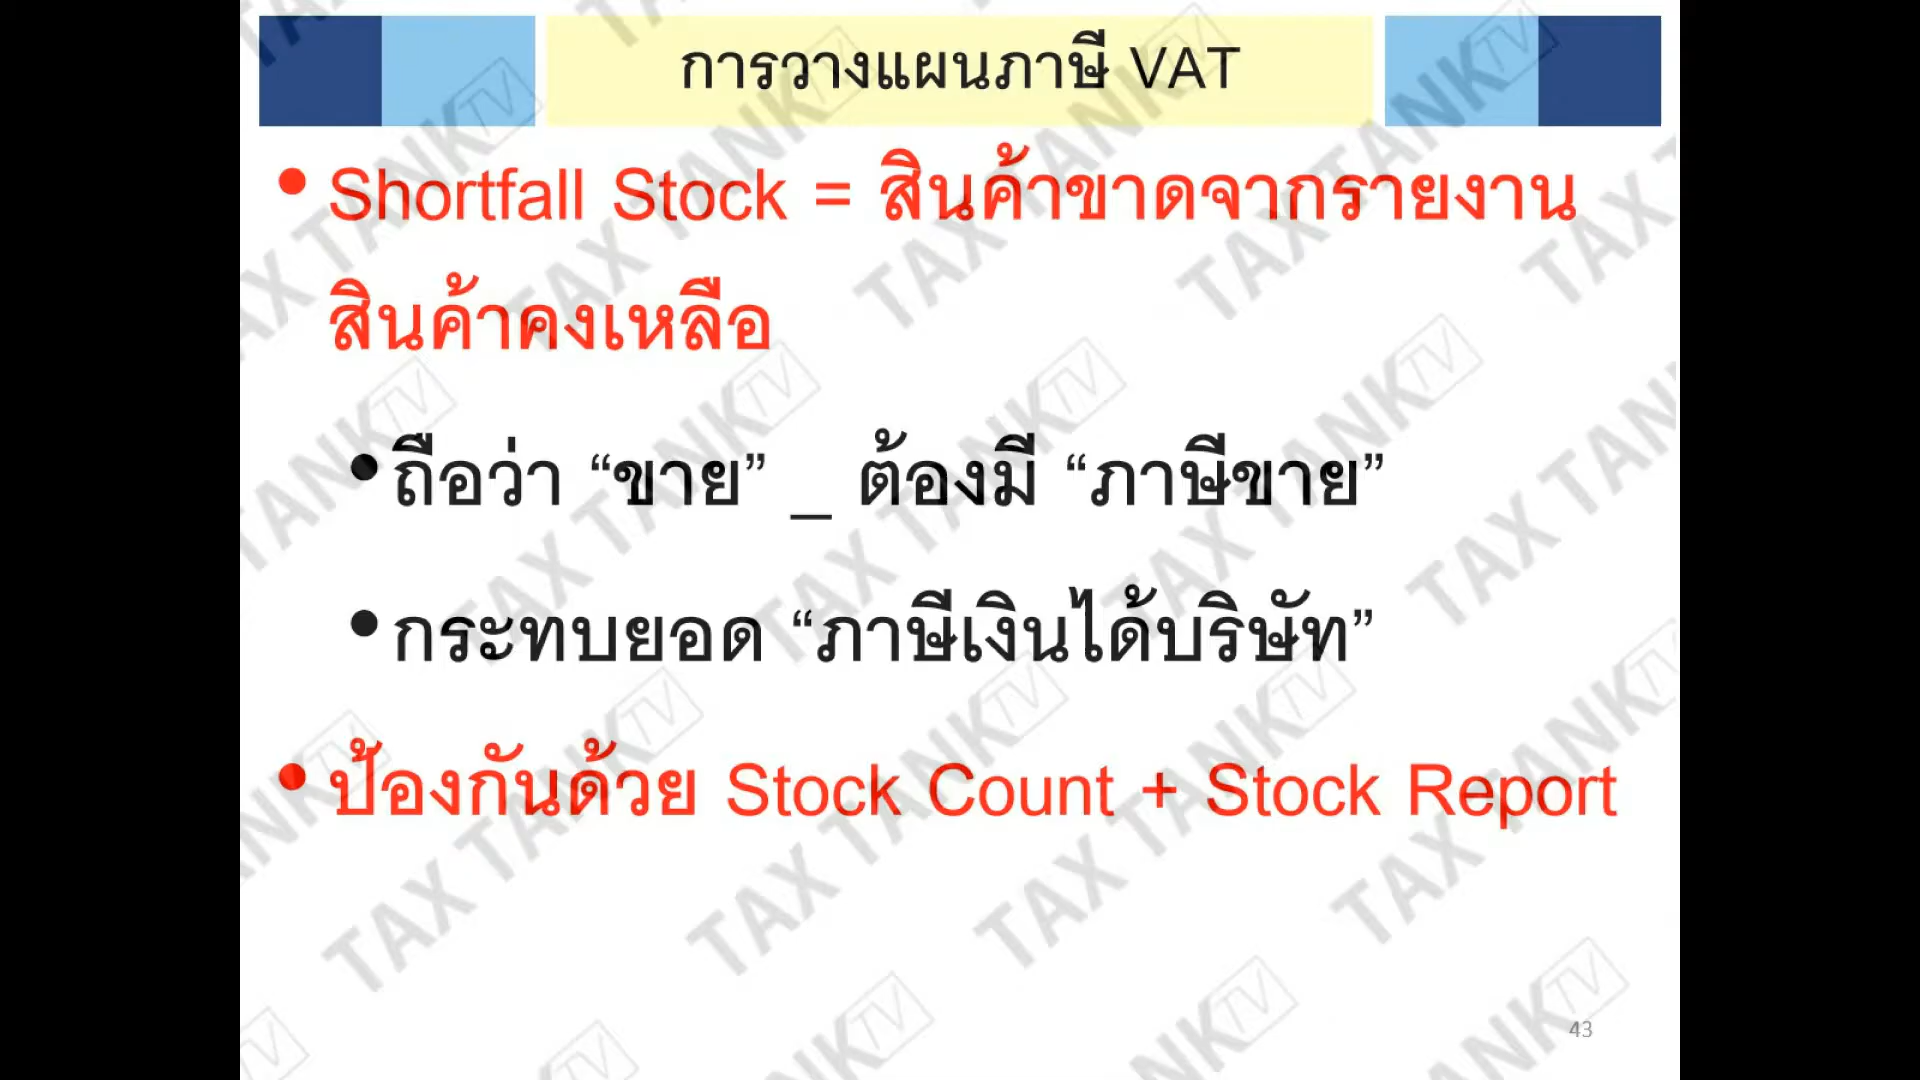 การวางแผนภาษี VAT
• Shortfall Stock = สินค้าขาดจากรายงาน
สินค้าคงเหลือ
• ถือว่า “ขาย” _ ต้องมี “ภาษีขาย”
• กระทบยอด “ภาษีเงินได้บริษัท”
• ป้องกันด้วย Stock Count + Stock Report
43
TAX TANK TV